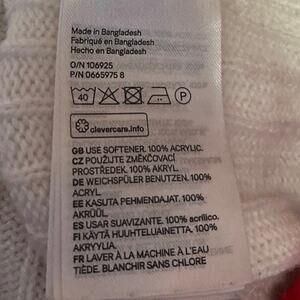 Made in Bangladesh
Fabriqué en Bangladesh
Hecho en Bangladesh
O/N 106925
P/N 0665975 8
40 P
clevercare.info
GB USE SOFTENER. 100% ACRYLIC.
CZ POUŽIJTE ZMĚKČOVACÍ
PROSTŘEDEK. 100% AKRYL.
DE WEICHSPÜLER BENUTZEN. 100%
ACRYL.
EE KASUTA PEHMENDAJAT. 100%
AKRÜÜL.
ES USAR SUAVIZANTE. 100% acrílico.
FI KÄYTÄ HUUHTELUAINETTA. 100%
AKRYYLIA.
FR LAVER À LA MACHINE À L'EAU
TIÈDE. BLANCHIR SANS CHLORE